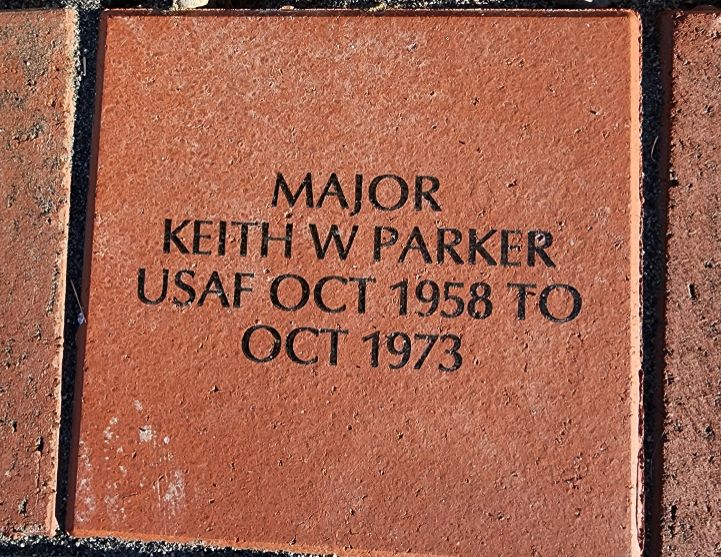 MAJOR
KEITH W PARKER
USAF OCT 1958 TO
OCT 1973